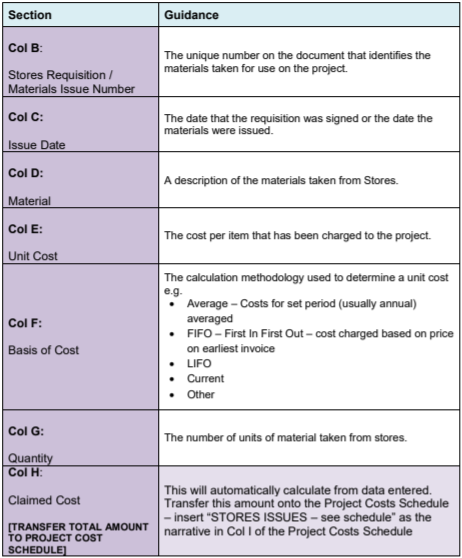 Section
Guidance
Col B:
Stores Requisition /
Materials Issue Number
The unique number on the document that identifies the
materials taken for use on the project.
Col C:
Issue Date
The date that the requisition was signed or the date the
materials were issued.
Col D:
Material
A description of the materials taken from Stores.
Col E:
Unit Cost
The cost per item that has been charged to the project.
Col F:
Basis of Cost
The calculation methodology used to determine a unit cost
e.g.
• Average – Costs for set period (usually annual)
averaged
• FIFO – First In First Out – cost charged based on price
on earliest invoice
• LIFO
• Current
• Other
Col G:
Quantity
The number of units of material taken from stores.
Col H:
Claimed Cost
[TRANSFER TOTAL AMOUNT
TO PROJECT COST
SCHEDULE]
This will automatically calculate from data entered.
Transfer this amount onto the Project Costs Schedule
– insert “STORES ISSUES – see schedule” as the
narrative in Col I of the Project Costs Schedule